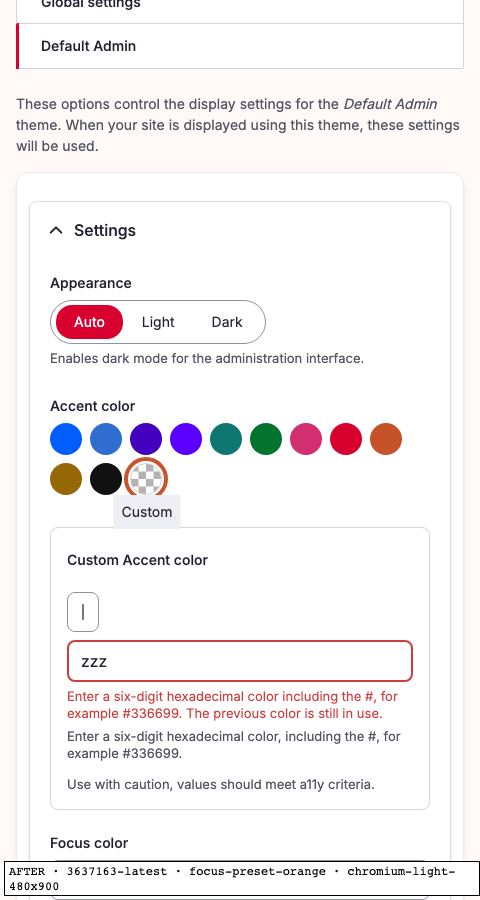 Global settings
Default Admin
These options control the display settings for the Default Admin
theme. When your site is displayed using this theme, these settings
will be used.
Settings
Appearance
Auto Light Dark
Enables dark mode for the administration interface.
Accent color
Custom
Custom Accent color
zzz
Enter a six-digit hexadecimal color including the #, for
example #336699. The previous color is still in use.
Enter a six-digit hexadecimal color, including the #, for
example #336699.
Use with caution, values should meet a11y criteria.
Focus color
AFTER · 3637163-latest · focus-preset-orange · chromium-light-
480x900